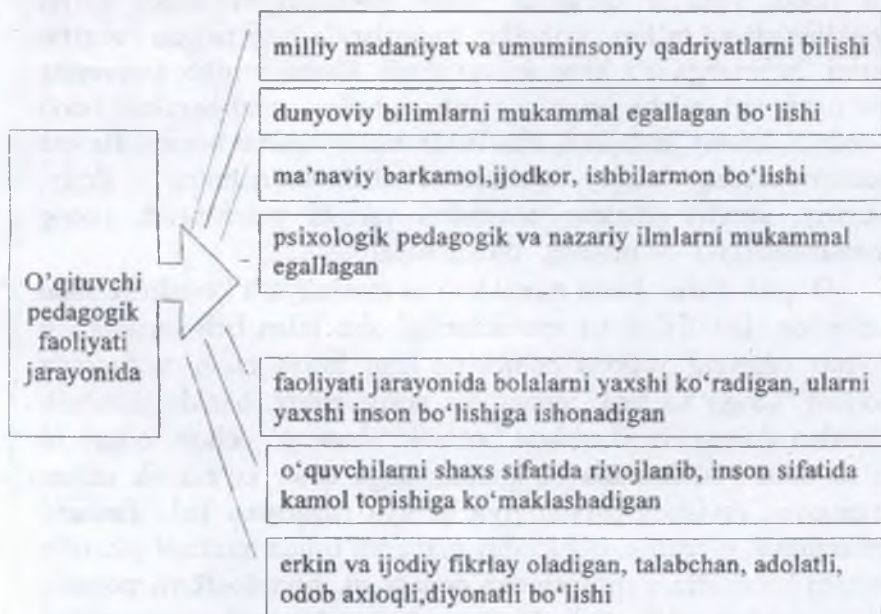 milliy madaniyat va umuminsoniy qadriyatlarni bilishi
dunyoviy bilimlarni mukammal egallagan bo‘lishi
ma’naviy barkamol,ijodkor, ishbilarmon bo‘lishi
psixologik pedagogik va nazariy ilmlarni mukammal
egallagan
O’qituvchi
pedagogik
faoliyati
jarayonida
faoliyati jarayonida bolalarni yaxshi ko‘radigan, ularni
yaxshi inson bo‘lishiga ishonadigan
o‘quvchilarni shaxs sifatida rivojlanib, inson sifatida
kamol topishiga ko‘maklashadigan
erkin va ijodiy fikrlay oladigan, talabchan, adolatli,
odob axloqli,diyonatli bo‘lishi